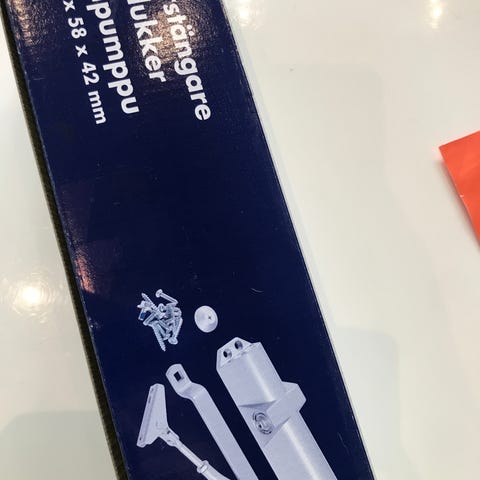 stängare
lukker
pumppu
x 58 x 42 mm